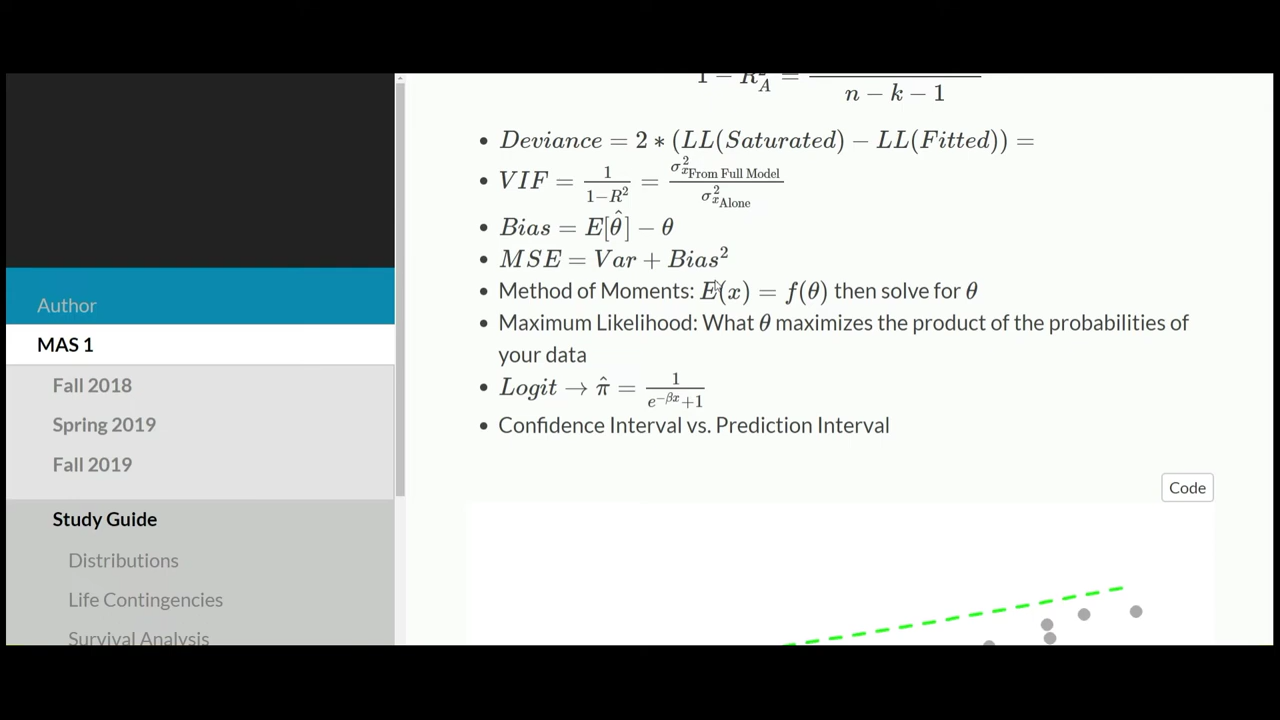 1 − R²_A = ――― / n − k − 1
Deviance = 2 * (LL(Saturated) − LL(Fitted)) =
VIF = 1/(1−R²) = σ²ₓ From Full Model / σ²ₓ Alone
Bias = E[θ̂] − θ
MSE = Var + Bias²
Method of Moments: E(x) = f(θ) then solve for θ
Maximum Likelihood: What θ maximizes the product of the probabilities of
your data
Logit → π̂ = 1/(e^−βx +1)
Confidence Interval vs. Prediction Interval
Code
Author
MAS 1
Fall 2018
Spring 2019
Fall 2019
Study Guide
Distributions
Life Contingencies
Survival Analysis